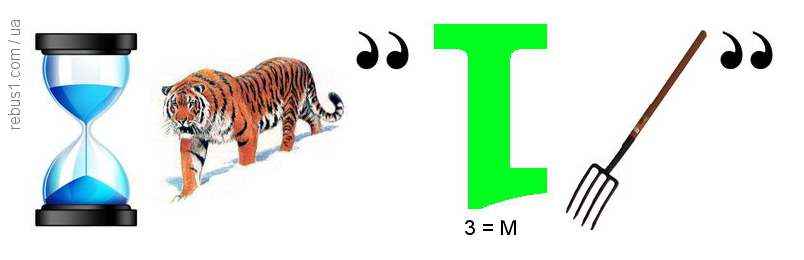 rebus1.com / ua
,,
,,
3 = М